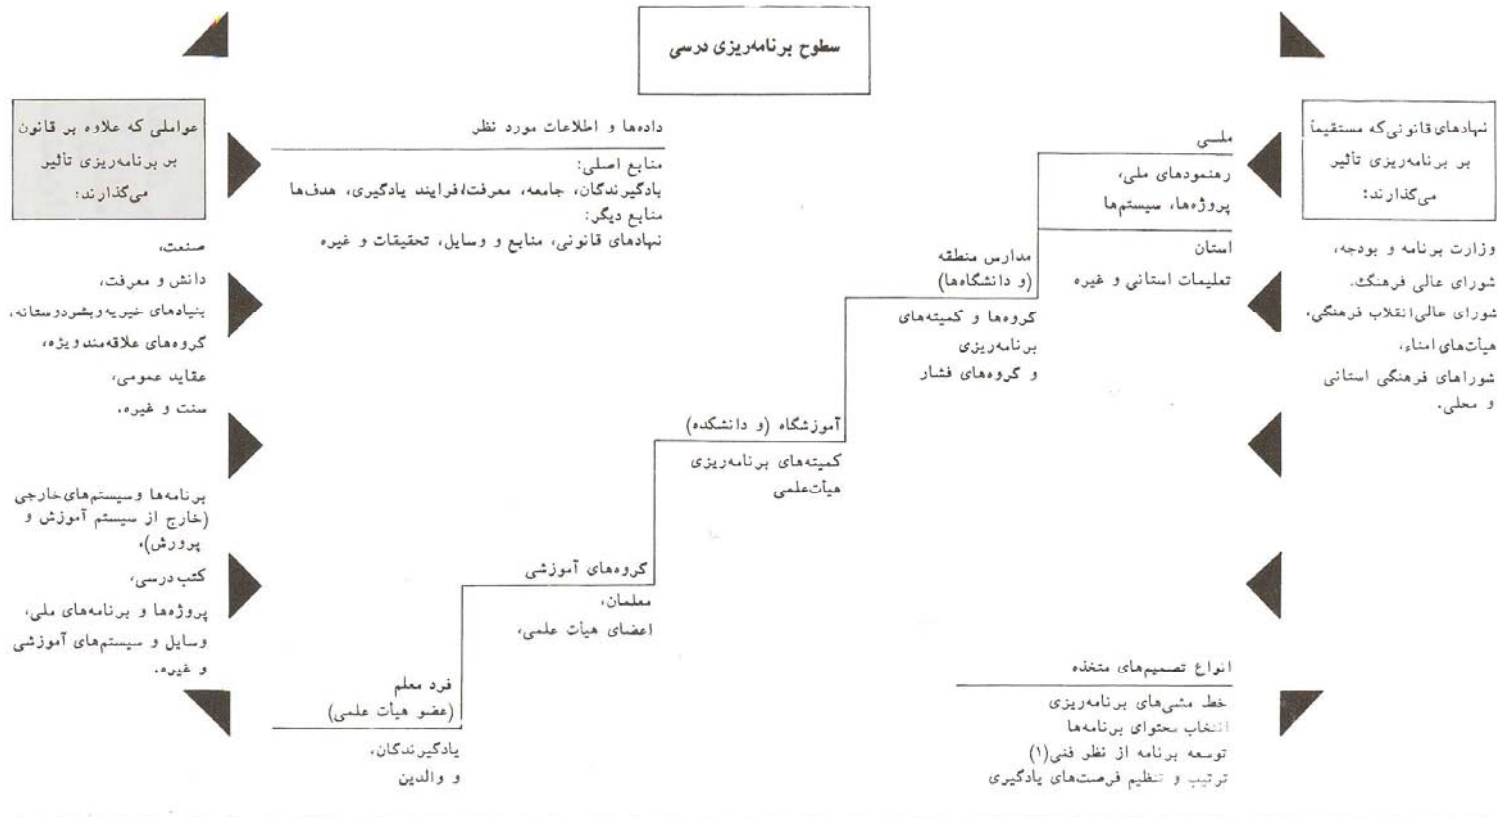 سطوح برنامه‌ریزی درسی
نهادهای قانونی‌که مستقیماً
بر برنامه‌ریزی تأثیر
می‌گذارند:
وزارت برنامه و بودجه،
شورای عالی فرهنگ.
شورای عالی انقلاب فرهنگی،
هیأت‌های امناء،
شوراهای فرهنگی استانی
و محلی.
ملی
رهنمودهای ملی،
پروژه‌ها، سیستم‌ها
استان
تعلیمات استانی و غیره
مدارس منطقه
(و دانشگاه‌ها)
گروه‌ها و کمیته‌های
برنامه‌ریزی
و گروه‌های فشار
آموزشگاه (و دانشکده)
کمیته‌های برنامه‌ریزی
هیأت‌علمی
گروه‌های آموزشی
معلمان،
اعضای هیأت علمی،
فرد معلم
(عضو هیأت علمی)
یادگیرندگان،
و والدین
انواع تصمیم‌های متخذه
خط مشی‌های برنامه‌ریزی
انتخاب محتوای برنامه‌ها
توسعه برنامه از نظر فنی(۱)
ترتیب و تنظیم فرصت‌های یادگیری
داده‌ها و اطلاعات مورد نظر
منابع اصلی:
یادگیرندگان، جامعه، معرفت/فرایند یادگیری، هدف‌ها
منابع دیگر:
نهادهای قانونی، منابع و وسایل، تحقیقات و غیره
عواملی که علاوه بر قانون
بر برنامه‌ریزی تأثیر
می‌گذارند:
صنعت،
دانش و معرفت،
بنیادهای خیریه‌وبشردوستانه،
گروه‌های علاقه‌مندویژه،
عقاید عمومی،
سنت و غیره.
برنامه‌ها وسیستم‌های‌خارجی
(خارج از سیستم آموزش و
پرورش)،
کتب‌درسی،
پروژه‌ها و برنامه‌های ملی،
وسایل و سیستم‌های آموزشی
و غیره.